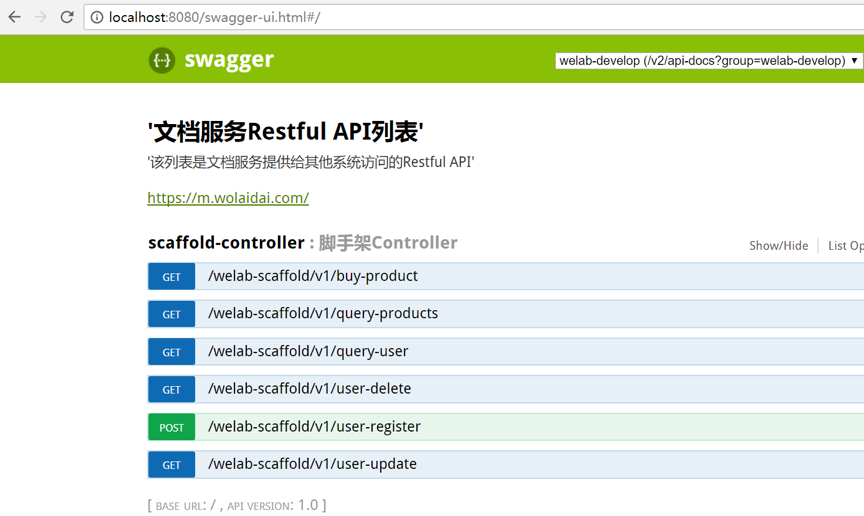 localhost:8080/swagger-ui.html#/
{··} swagger
welab-develop (/v2/api-docs?group=welab-develop) ▼
'文档服务Restful API列表'
'该列表是文档服务提供给其他系统访问的Restful API'
https://m.wolaidai.com/
scaffold-controller : 脚手架Controller
Show/Hide | List Op
GET /welab-scaffold/v1/buy-product
GET /welab-scaffold/v1/query-products
GET /welab-scaffold/v1/query-user
GET /welab-scaffold/v1/user-delete
POST /welab-scaffold/v1/user-register
GET /welab-scaffold/v1/user-update
[ BASE URL: / , API VERSION: 1.0 ]